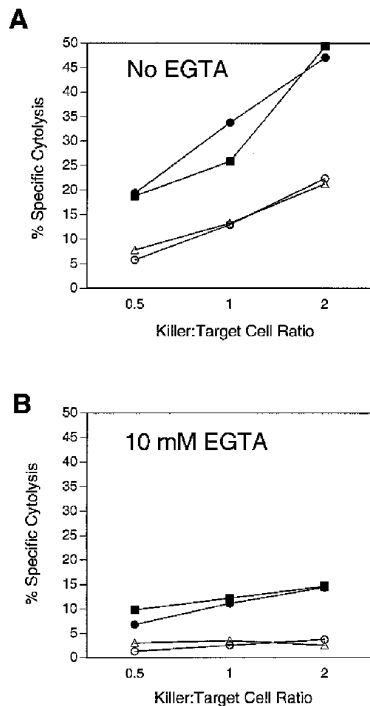 A
No EGTA
% Specific Cytolysis
50
45
40
35
30
25
20
15
10
5
0
0.5 1 2
Killer:Target Cell Ratio
B
10 mM EGTA
% Specific Cytolysis
50
45
40
35
30
25
20
15
10
5
0
0.5 1 2
Killer:Target Cell Ratio